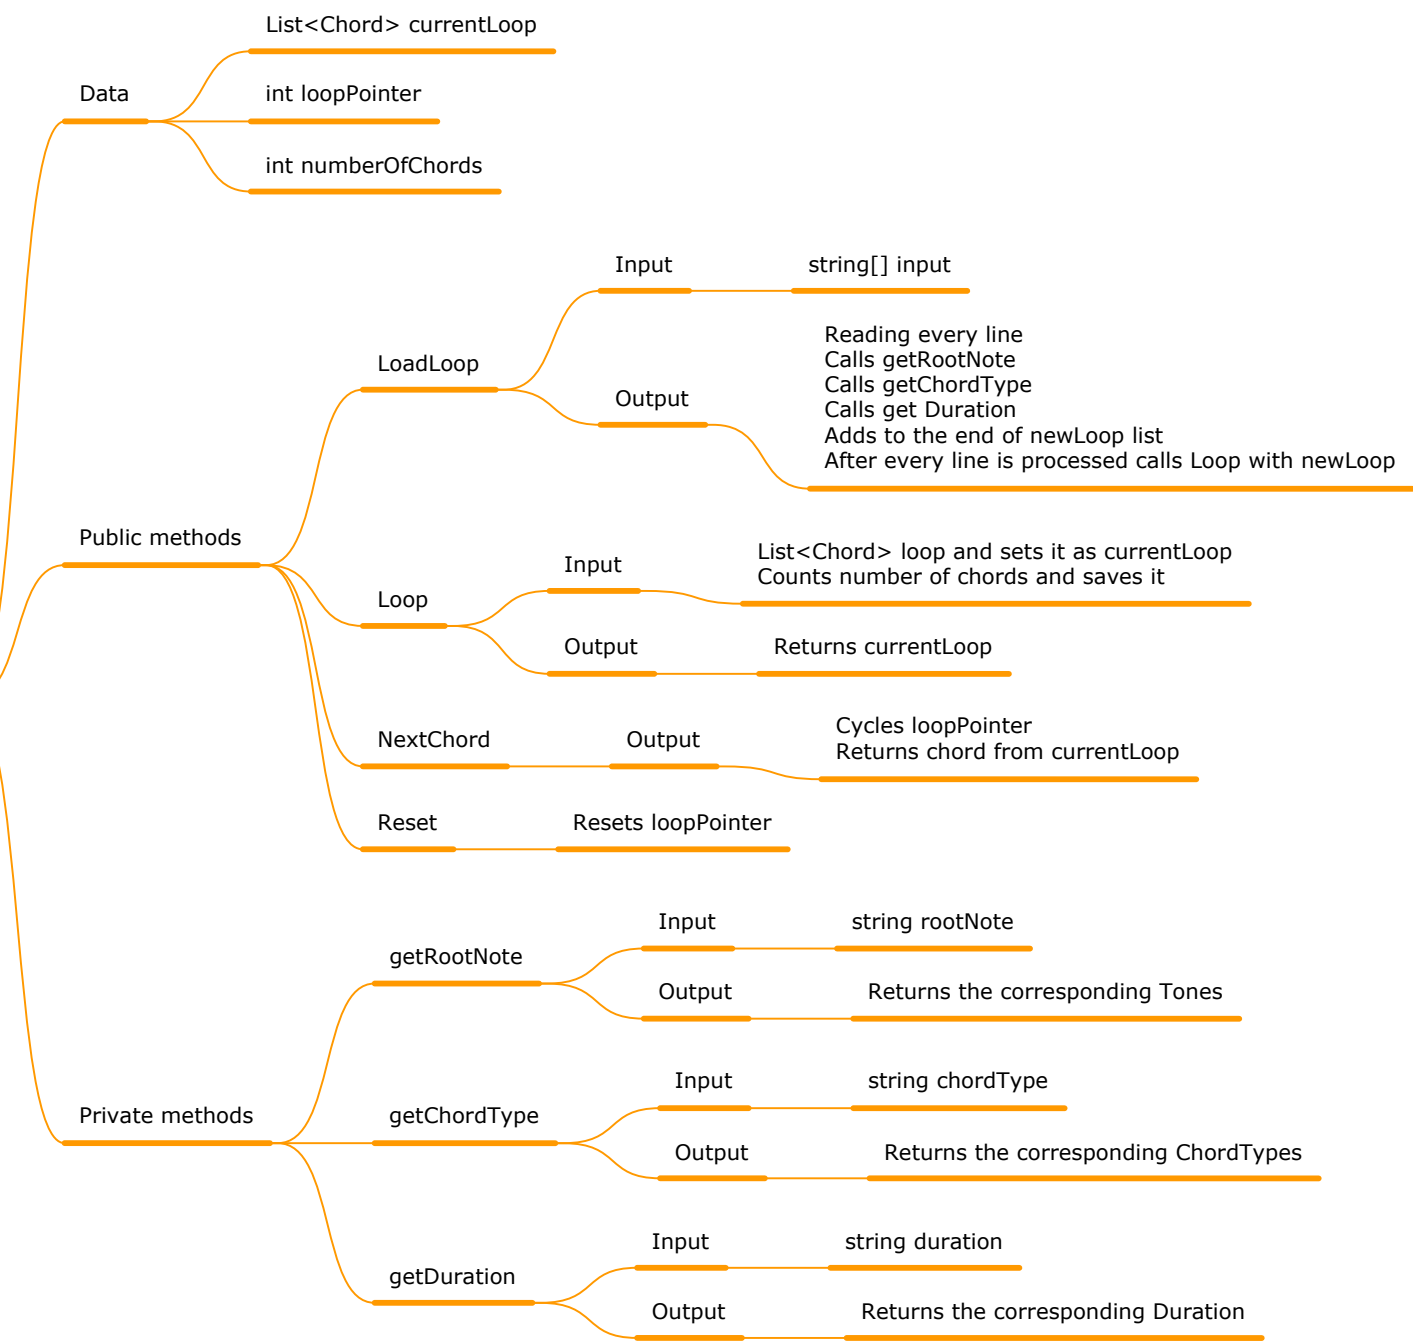 List<Chord> currentLoop
Data
int loopPointer
int numberOfChords
Input
string[] input
Reading every line
Calls getRootNote
LoadLoop
Calls getChordType
Output
Calls get Duration
Adds to the end of newLoop list
After every line is processed calls Loop with newLoop
Public methods
Input
List<Chord> loop and sets it as currentLoop
Counts number of chords and saves it
Loop
Output
Returns currentLoop
NextChord
Output
Cycles loopPointer
Returns chord from currentLoop
Reset
Resets loopPointer
Input
string rootNote
getRootNote
Output
Returns the corresponding Tones
Input
string chordType
Private methods
getChordType
Output
Returns the corresponding ChordTypes
Input
string duration
getDuration
Output
Returns the corresponding Duration